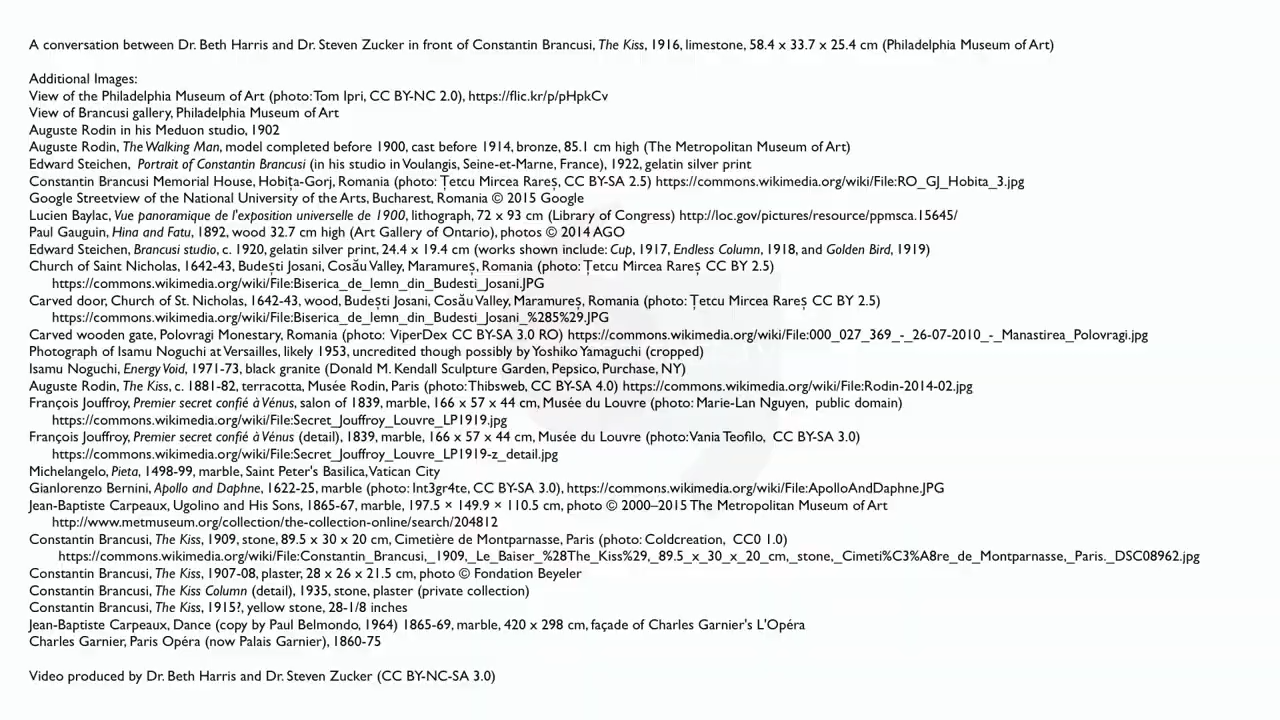 A conversation between Dr. Beth Harris and Dr. Steven Zucker in front of Constantin Brancusi, The Kiss, 1916, limestone, 58.4 x 33.7 x 25.4 cm (Philadelphia Museum of Art)
Additional Images:
View of the Philadelphia Museum of Art (photo: Tom Ipri, CC BY-NC 2.0), https://flic.kr/p/pHpkCv
View of Brancusi gallery, Philadelphia Museum of Art
Auguste Rodin in his Meduon studio, 1902
Auguste Rodin, The Walking Man, model completed before 1900, cast before 1914, bronze, 85.1 cm high (The Metropolitan Museum of Art)
Edward Steichen, Portrait of Constantin Brancusi (in his studio in Voulangis, Seine-et-Marne, France), 1922, gelatin silver print
Constantin Brancusi Memorial House, Hobița-Gorj, Romania (photo: Țetcu Mircea Rareș, CC BY-SA 2.5) https://commons.wikimedia.org/wiki/File:RO_GJ_Hobita_3.jpg
Google Streetview of the National University of the Arts, Bucharest, Romania © 2015 Google
Lucien Baylac, Vue panoramique de l'exposition universelle de 1900, lithograph, 72 x 93 cm (Library of Congress) http://loc.gov/pictures/resource/ppmsca.15645/
Paul Gauguin, Hina and Fatu, 1892, wood 32.7 cm high (Art Gallery of Ontario), photos © 2014 AGO
Edward Steichen, Brancusi studio, c. 1920, gelatin silver print, 24.4 x 19.4 cm (works shown include: Cup, 1917, Endless Column, 1918, and Golden Bird, 1919)
Church of Saint Nicholas, 1642-43, Budești Josani, Cosău Valley, Maramureș, Romania (photo: Țetcu Mircea Rareș CC BY 2.5)
https://commons.wikimedia.org/wiki/File:Biserica_de_lemn_din_Budesti_Josani.JPG
Carved door, Church of St. Nicholas, 1642-43, wood, Budești Josani, Cosău Valley, Maramureș, Romania (photo: Țetcu Mircea Rareș CC BY 2.5)
https://commons.wikimedia.org/wiki/File:Biserica_de_lemn_din_Budesti_Josani_%285%29.JPG
Carved wooden gate, Polovragi Monestary, Romania (photo: ViperDex CC BY-SA 3.0 RO) https://commons.wikimedia.org/wiki/File:000_027_369_-_26-07-2010_-_Manastirea_Polovragi.jpg
Photograph of Isamu Noguchi at Versailles, likely 1953, uncredited though possibly by Yoshiko Yamaguchi (cropped)
Isamu Noguchi, Energy Void, 1971-73, black granite (Donald M. Kendall Sculpture Garden, Pepsico, Purchase, NY)
Auguste Rodin, The Kiss, c. 1881-82, terracotta, Musée Rodin, Paris (photo: Thibsweb, CC BY-SA 4.0) https://commons.wikimedia.org/wiki/File:Rodin-2014-02.jpg
François Jouffroy, Premier secret confié à Vénus, salon of 1839, marble, 166 x 57 x 44 cm, Musée du Louvre (photo: Marie-Lan Nguyen, public domain)
https://commons.wikimedia.org/wiki/File:Secret_Jouffroy_Louvre_LP1919.jpg
François Jouffroy, Premier secret confié à Vénus (detail), 1839, marble, 166 x 57 x 44 cm, Musée du Louvre (photo: Vania Teofilo, CC BY-SA 3.0)
https://commons.wikimedia.org/wiki/File:Secret_Jouffroy_Louvre_LP1919-z_detail.jpg
Michelangelo, Pieta, 1498-99, marble, Saint Peter's Basilica, Vatican City
Gianlorenzo Bernini, Apollo and Daphne, 1622-25, marble (photo: Int3gr4te, CC BY-SA 3.0), https://commons.wikimedia.org/wiki/File:ApolloAndDaphne.JPG
Jean-Baptiste Carpeaux, Ugolino and His Sons, 1865-67, marble, 197.5 × 149.9 × 110.5 cm, photo © 2000–2015 The Metropolitan Museum of Art
http://www.metmuseum.org/collection/the-collection-online/search/204812
Constantin Brancusi, The Kiss, 1909, stone, 89.5 x 30 x 20 cm, Cimetière de Montparnasse, Paris (photo: Coldcreation, CC0 1.0)
https://commons.wikimedia.org/wiki/File:Constantin_Brancusi,_1909,_Le_Baiser_%28The_Kiss%29,_89.5_x_30_x_20_cm,_stone,_Cimeti%C3%A8re_de_Montparnasse,_Paris._DSC08962.jpg
Constantin Brancusi, The Kiss, 1907-08, plaster, 28 x 26 x 21.5 cm, photo © Fondation Beyeler
Constantin Brancusi, The Kiss Column (detail), 1935, stone, plaster (private collection)
Constantin Brancusi, The Kiss, 1915?, yellow stone, 28-1/8 inches
Jean-Baptiste Carpeaux, Dance (copy by Paul Belmondo, 1964) 1865-69, marble, 420 x 298 cm, façade of Charles Garnier's L'Opéra
Charles Garnier, Paris Opéra (now Palais Garnier), 1860-75
Video produced by Dr. Beth Harris and Dr. Steven Zucker (CC BY-NC-SA 3.0)